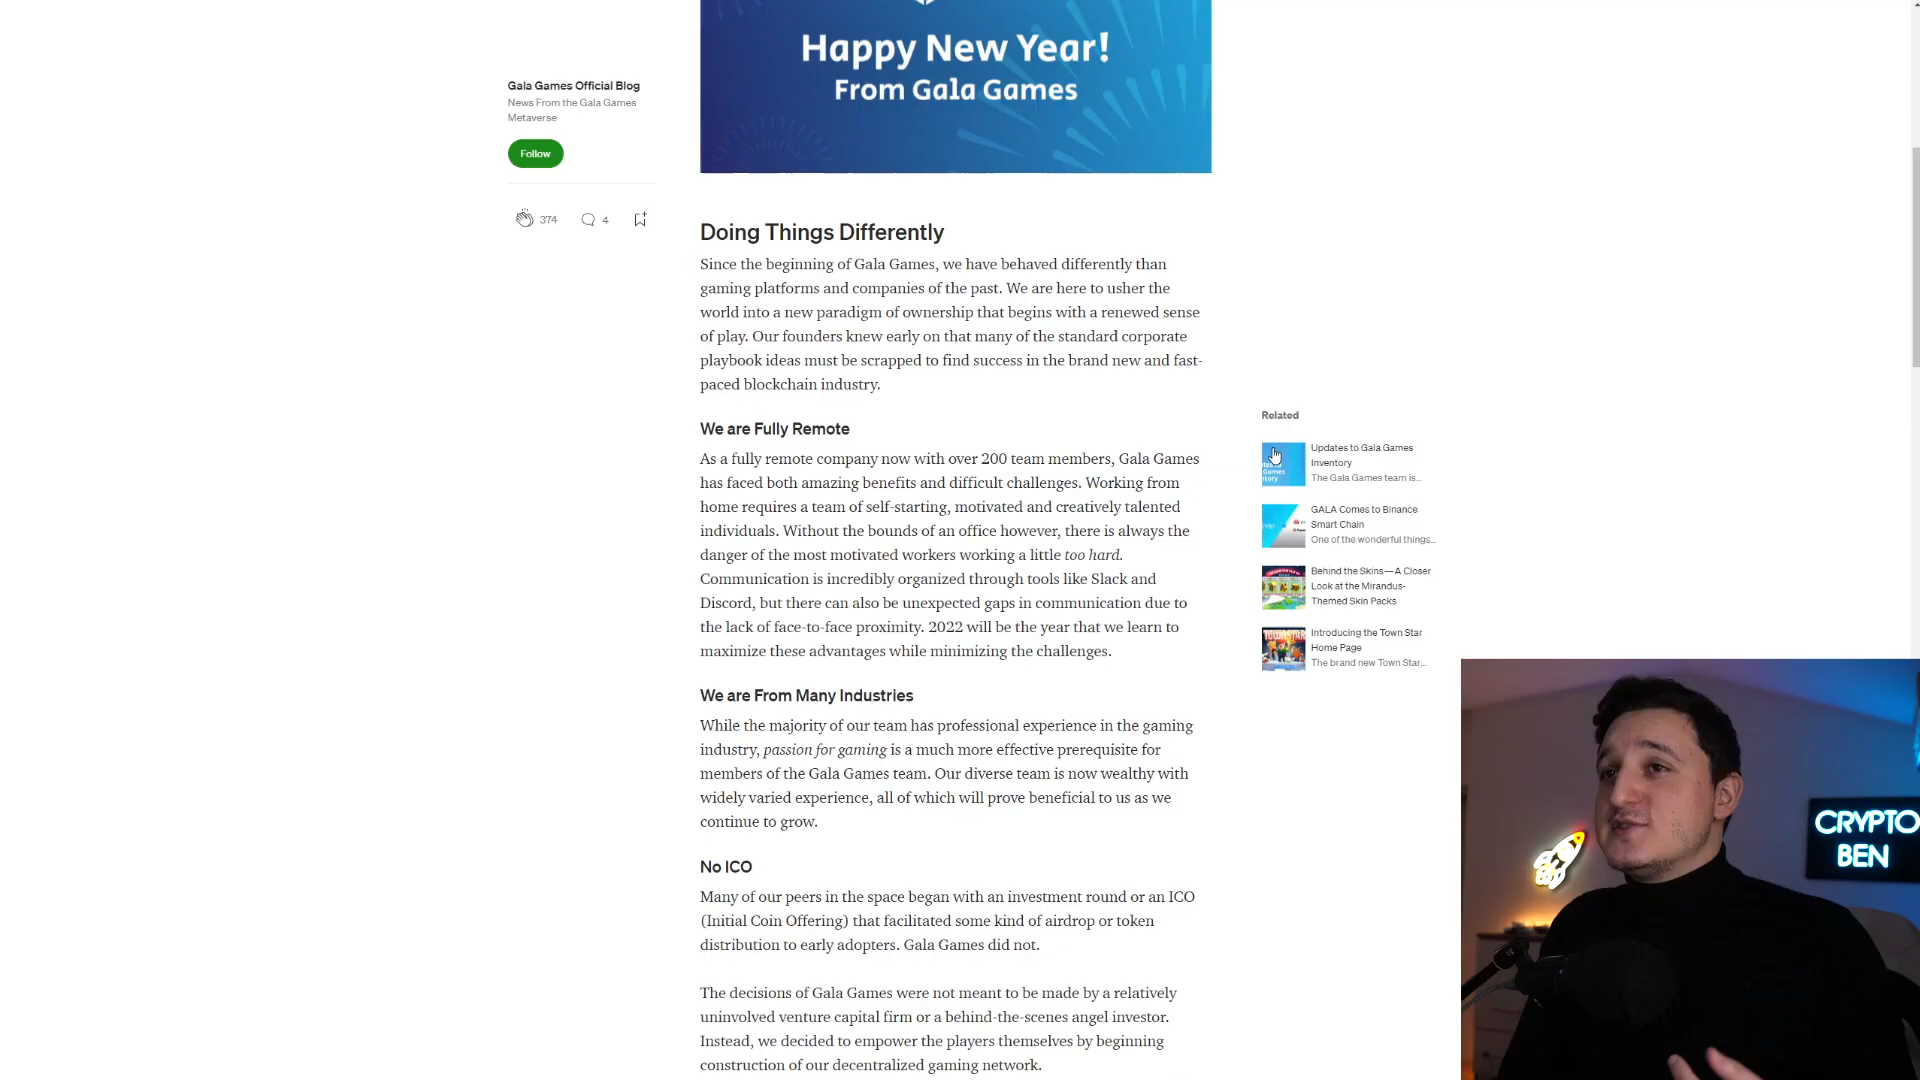 Happy New Year!
From Gala Games
Gala Games Official Blog
News From the Gala Games
Metaverse
Follow
374
4
Doing Things Differently
Since the beginning of Gala Games, we have behaved differently than
gaming platforms and companies of the past. We are here to usher the
world into a new paradigm of ownership that begins with a renewed sense
of play. Our founders knew early on that many of the standard corporate
playbook ideas must be scrapped to find success in the brand new and fast-
paced blockchain industry.
We are Fully Remote
As a fully remote company now with over 200 team members, Gala Games
has faced both amazing benefits and difficult challenges. Working from
home requires a team of self-starting, motivated and creatively talented
individuals. Without the bounds of an office however, there is always the
danger of the most motivated workers working a little too hard.
Communication is incredibly organized through tools like Slack and
Discord, but there can also be unexpected gaps in communication due to
the lack of face-to-face proximity. 2022 will be the year that we learn to
maximize these advantages while minimizing the challenges.
We are From Many Industries
While the majority of our team has professional experience in the gaming
industry, passion for gaming is a much more effective prerequisite for
members of the Gala Games team. Our diverse team is now wealthy with
widely varied experience, all of which will prove beneficial to us as we
continue to grow.
No ICO
Many of our peers in the space began with an investment round or an ICO
(Initial Coin Offering) that facilitated some kind of airdrop or token
distribution to early adopters. Gala Games did not.
The decisions of Gala Games were not meant to be made by a relatively
uninvolved venture capital firm or a behind-the-scenes angel investor.
Instead, we decided to empower the players themselves by beginning
construction of our decentralized gaming network.
Related
Updates to Gala Games
Inventory
The Gala Games team is...
GALA Comes to Binance
Smart Chain
One of the wonderful things...
Behind the Skins — A Closer
Look at the Mirandus-
Themed Skin Packs
Introducing the Town Star
Home Page
The brand new Town Star...
CRYPTO
BEN